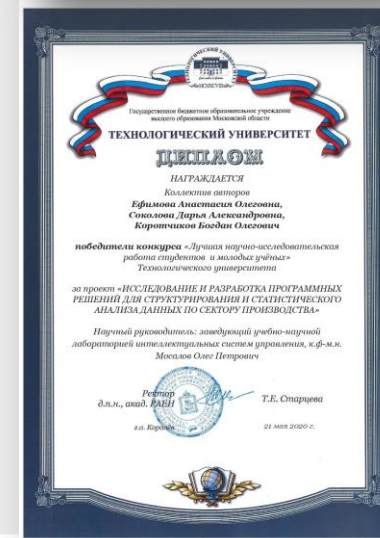 Государственное бюджетное образовательное учреждение
высшего образования Московской области
ТЕХНОЛОГИЧЕСКИЙ УНИВЕРСИТЕТ
ДИПЛОМ
НАГРАЖДАЕТСЯ
Коллектив авторов
Ефимова Анастасия Олеговна,
Соколова Дарья Александровна,
Коротчиков Богдан Олегович
победители конкурса «Лучшая научно-исследовательская
работа студентов и молодых учёных»
Технологического университета
за проект «ИССЛЕДОВАНИЕ И РАЗРАБОТКА ПРОГРАММНЫХ
РЕШЕНИЙ ДЛЯ СТРУКТУРИРОВАНИЯ И СТАТИСТИЧЕСКОГО
АНАЛИЗА ДАННЫХ ПО СЕКТОРУ ПРОИЗВОДСТВА»
Научный руководитель: заведующий учебно-научной
лабораторией интеллектуальных систем управления, к.ф-м.н.
Мосалов Олег Петрович
Ректор
д.п.н., акад. РАЕН
Т.Е. Старцева
г.о. Королёв
21 мая 2020 г.